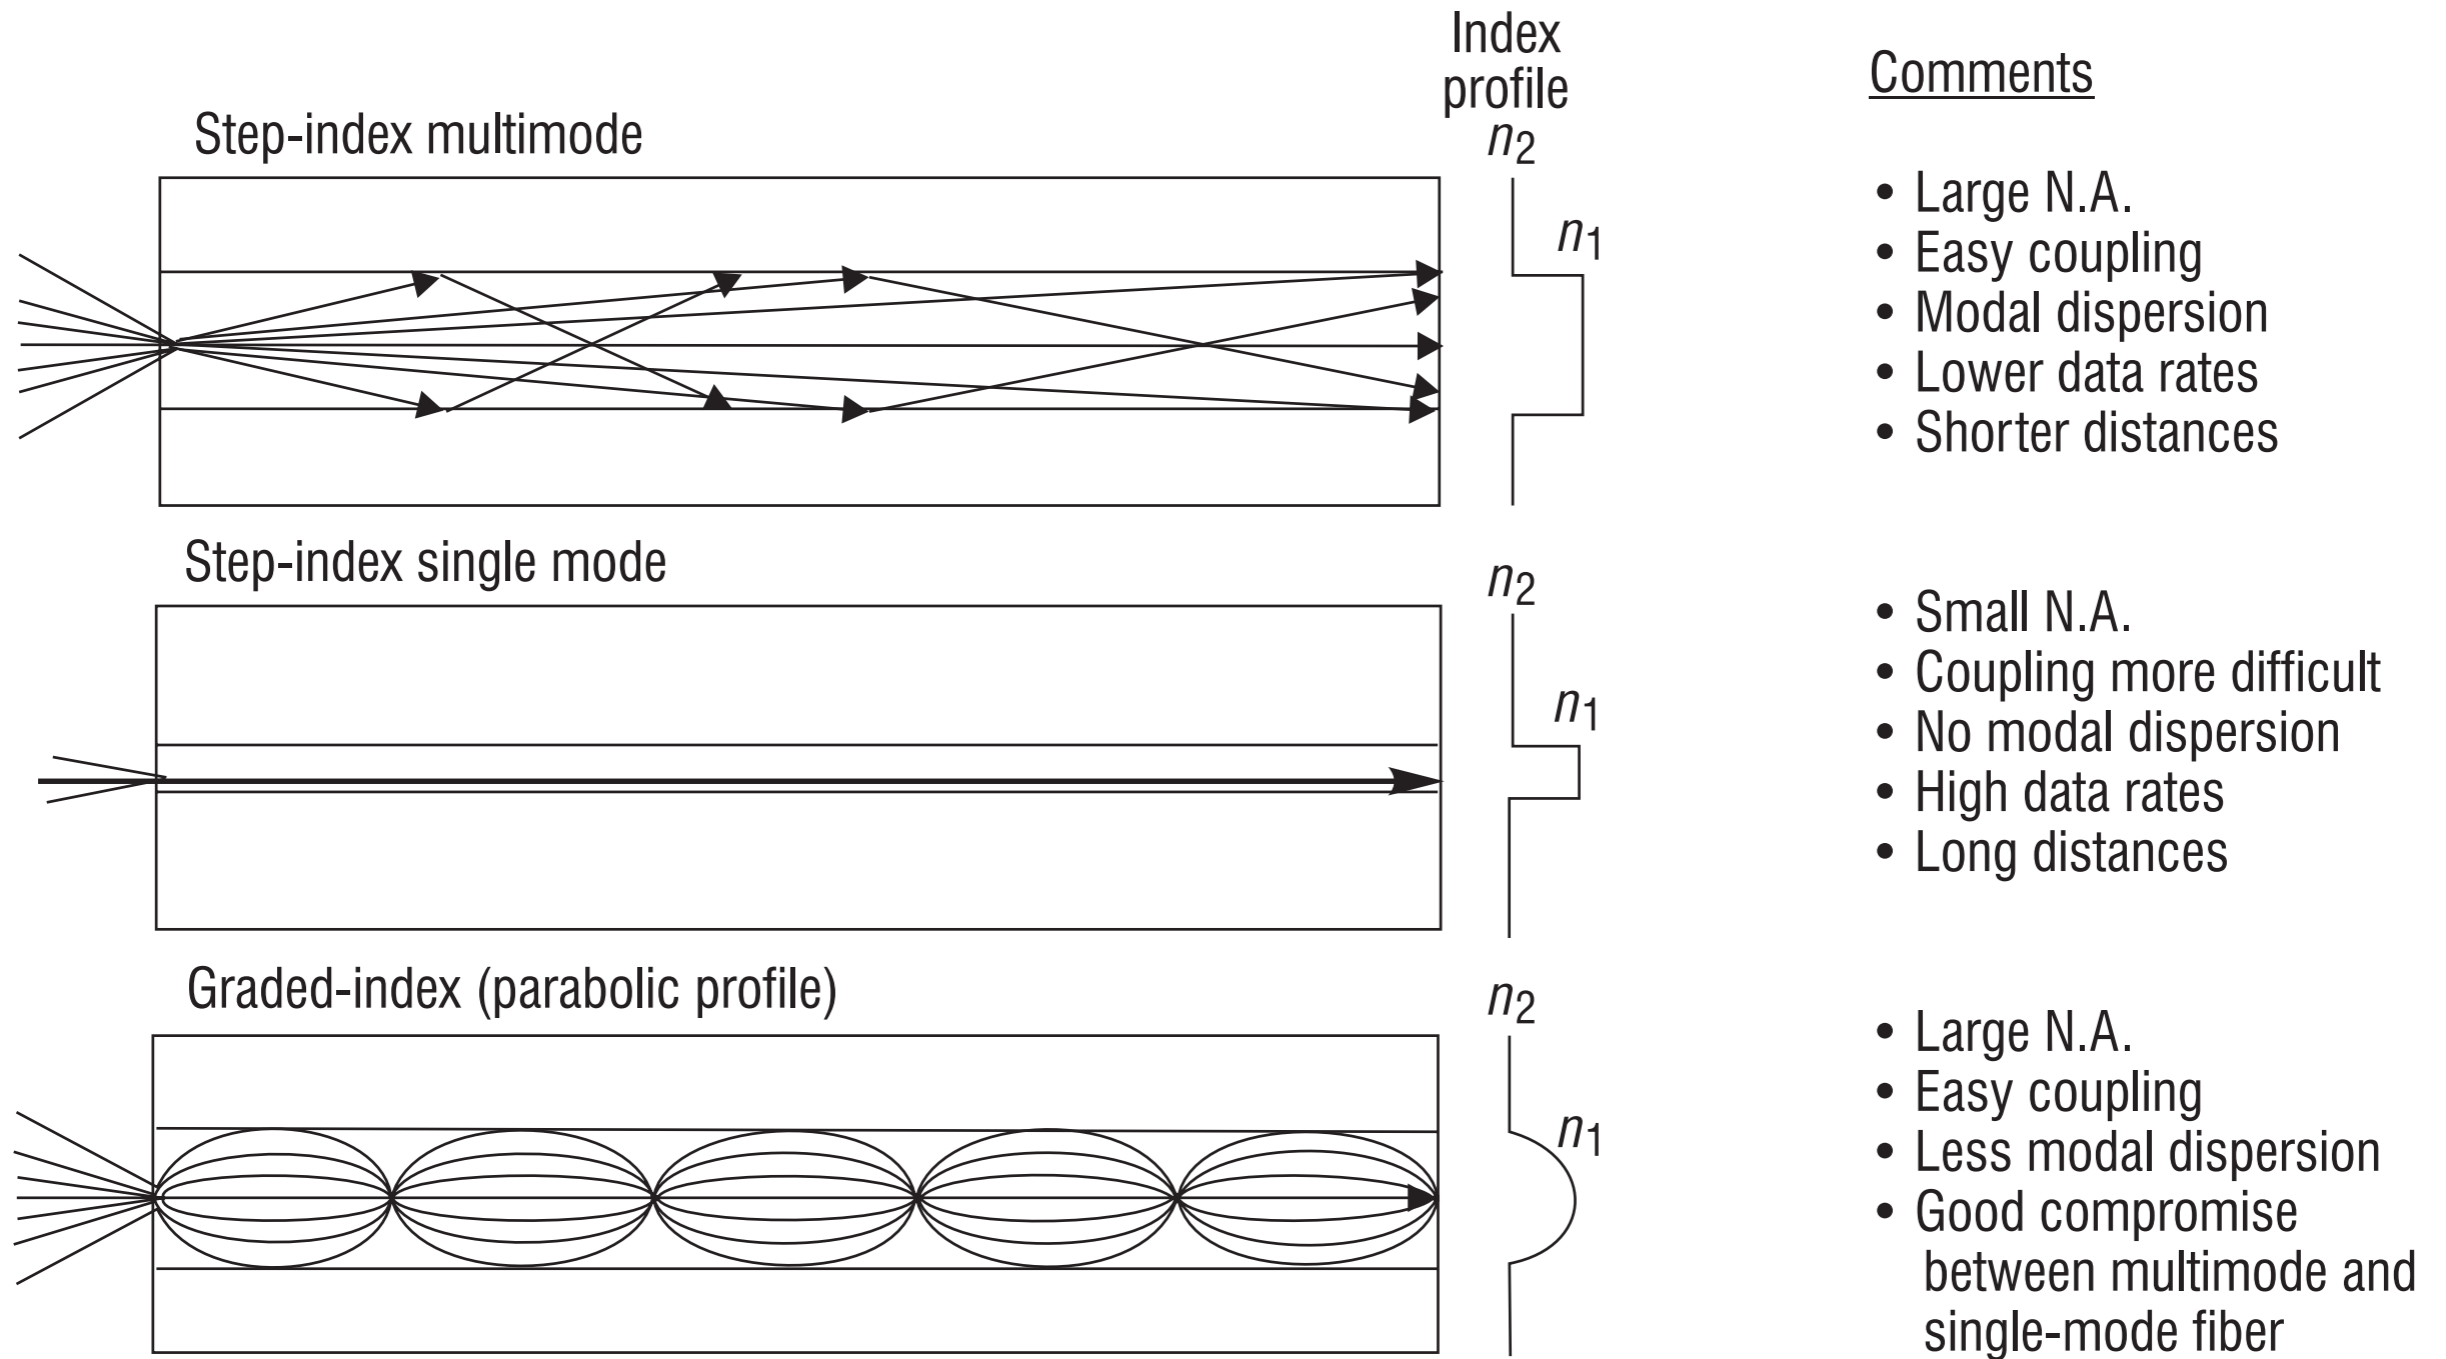 Index
profile
Comments
Step-index multimode
n2
n1
• Large N.A.
• Easy coupling
• Modal dispersion
• Lower data rates
• Shorter distances
Step-index single mode
n2
n1
• Small N.A.
• Coupling more difficult
• No modal dispersion
• High data rates
• Long distances
Graded-index (parabolic profile)
n2
n1
• Large N.A.
• Easy coupling
• Less modal dispersion
• Good compromise
between multimode and
single-mode fiber